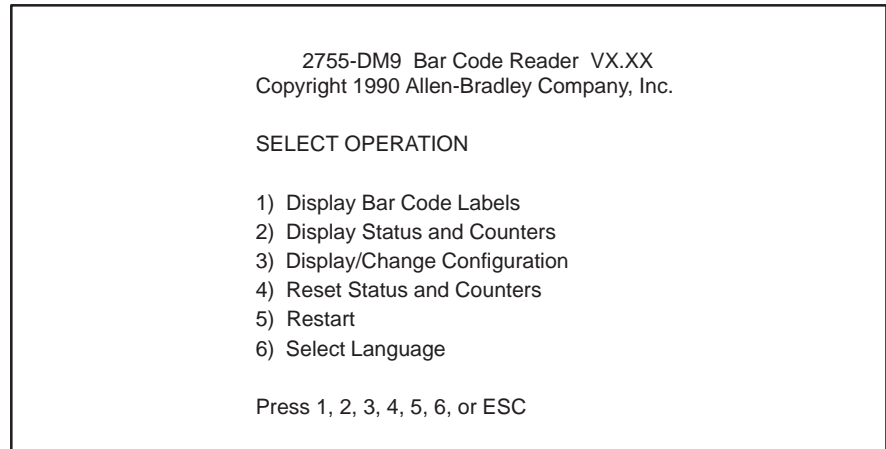 2755-DM9 Bar Code Reader VX.XX
Copyright 1990 Allen-Bradley Company, Inc.
SELECT OPERATION
1) Display Bar Code Labels
2) Display Status and Counters
3) Display/Change Configuration
4) Reset Status and Counters
5) Restart
6) Select Language
Press 1, 2, 3, 4, 5, 6, or ESC